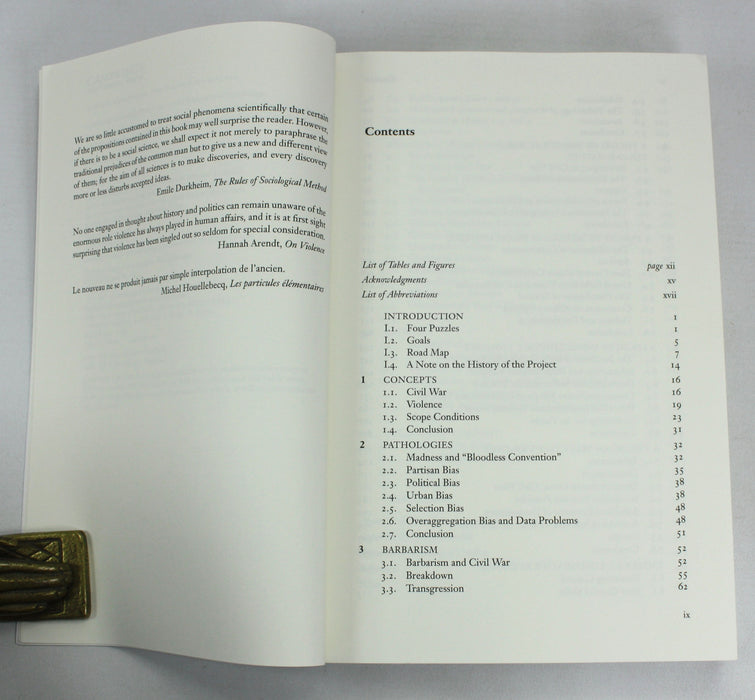 We are so little accustomed to treat social phenomena scientifically that certain
of the propositions contained in this book may well surprise the reader. However,
if there is to be a social science, we shall expect it not merely to paraphrase the
traditional prejudices of the common man but to give us a new and different view
of them; for the aim of all sciences is to make discoveries, and every discovery
more or less disturbs accepted ideas.
Emile Durkheim, The Rules of Sociological Method
No one engaged in thought about history and politics can remain unaware of the
enormous role violence has always played in human affairs, and it is at first sight
surprising that violence has been singled out so seldom for special consideration.
Hannah Arendt, On Violence
Le nouveau ne se produit jamais par simple interpolation de l'ancien.
Michel Houellebecq, Les particules élémentaires
Contents
List of Tables and Figures page xii
Acknowledgments xv
List of Abbreviations xvii
INTRODUCTION 1
I.1. Four Puzzles 1
I.2. Goals 5
I.3. Road Map 7
I.4. A Note on the History of the Project 14
1 CONCEPTS 16
1.1. Civil War 16
1.2. Violence 19
1.3. Scope Conditions 23
1.4. Conclusion 31
2 PATHOLOGIES 32
2.1. Madness and “Bloodless Convention” 32
2.2. Partisan Bias 35
2.3. Political Bias 38
2.4. Urban Bias 38
2.5. Selection Bias 48
2.6. Overaggregation Bias and Data Problems 48
2.7. Conclusion 51
3 BARBARISM 52
3.1. Barbarism and Civil War 52
3.2. Breakdown 55
3.3. Transgression 62
ix